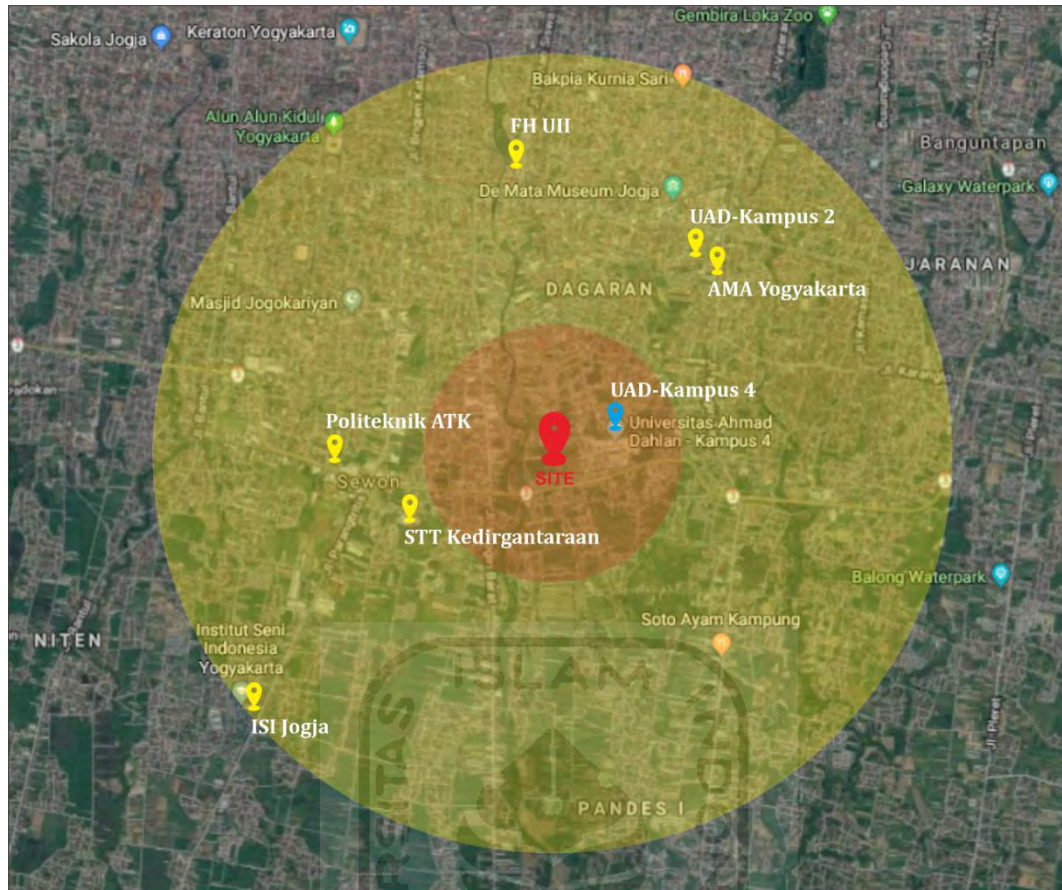 Gembira Loka Zoo
Sakola Jogja
Keraton Yogyakarta
Bakpia Kurnia Sari
Alun Alun Kidul
Yogyakarta
FH UII
Banguntapan
De Mata Museum Jogja
Galaxy Waterpark
UAD-Kampus 2
JARANAN
AMA Yogyakarta
DAGARAN
Masjid Jogokariyan
UAD-Kampus 4
Politeknik ATK
Universitas Ahmad
Dahlan - Kampus 4
SITE
Sewon
STT Kedirgantaraan
Balong Waterpark
Soto Ayam Kampung
NITEN
Institut Seni
Indonesia
Yogyakarta
ISLAM
ISI Jogja
Jl. Pleret
PANDES I